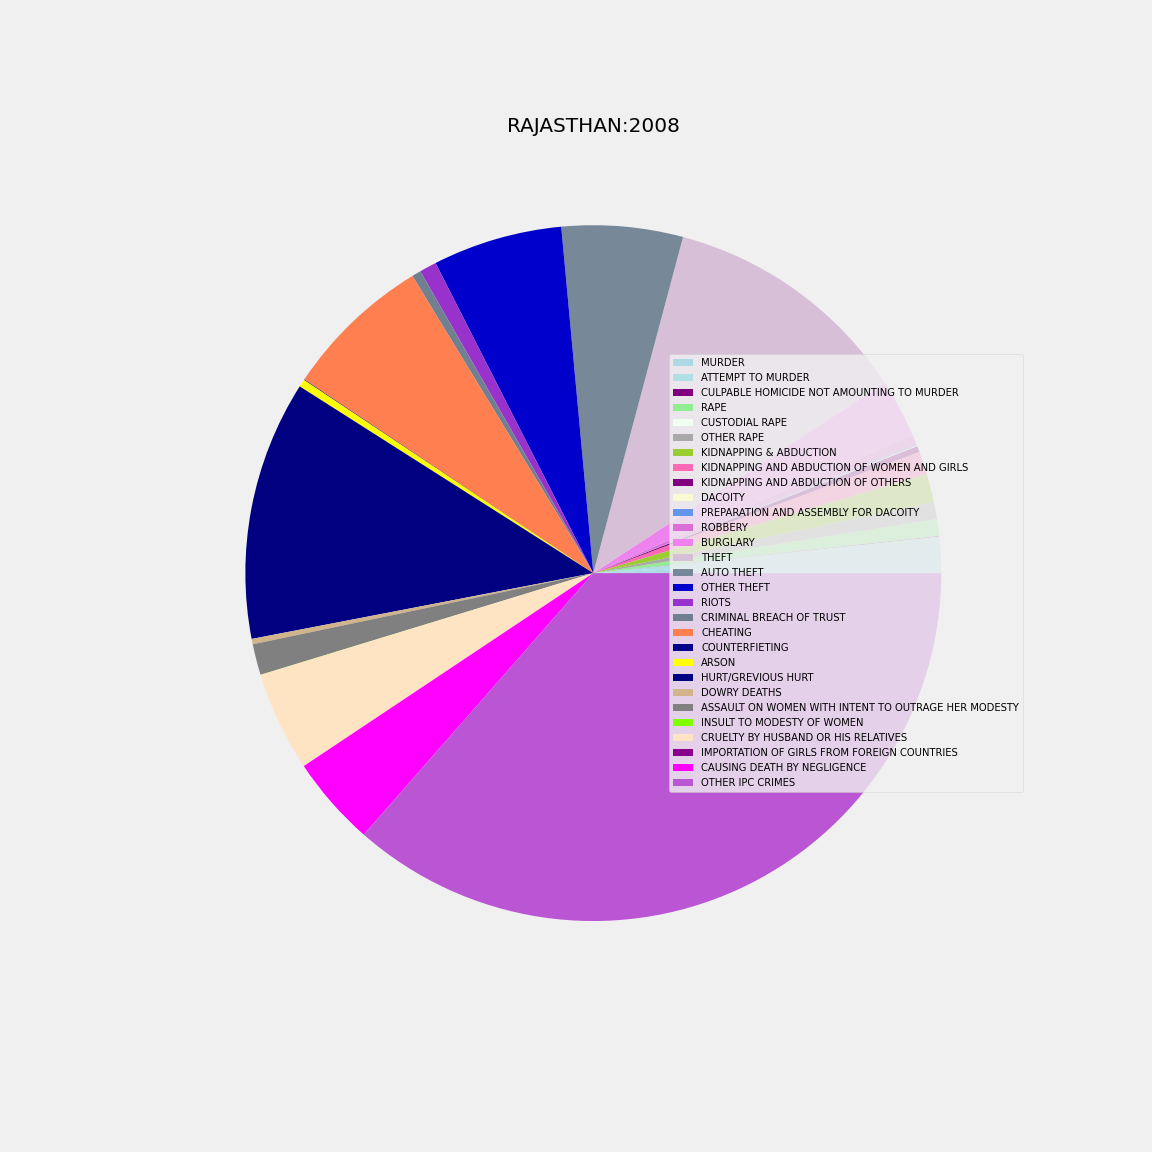 RAJASTHAN:2008
MURDER
ATTEMPT TO MURDER
CULPABLE HOMICIDE NOT AMOUNTING TO MURDER
RAPE
CUSTODIAL RAPE
OTHER RAPE
KIDNAPPING & ABDUCTION
KIDNAPPING AND ABDUCTION OF WOMEN AND GIRLS
KIDNAPPING AND ABDUCTION OF OTHERS
DACOITY
PREPARATION AND ASSEMBLY FOR DACOITY
ROBBERY
BURGLARY
THEFT
AUTO THEFT
OTHER THEFT
RIOTS
CRIMINAL BREACH OF TRUST
CHEATING
COUNTERFIETING
ARSON
HURT/GREVIOUS HURT
DOWRY DEATHS
ASSAULT ON WOMEN WITH INTENT TO OUTRAGE HER MODESTY
INSULT TO MODESTY OF WOMEN
CRUELTY BY HUSBAND OR HIS RELATIVES
IMPORTATION OF GIRLS FROM FOREIGN COUNTRIES
CAUSING DEATH BY NEGLIGENCE
OTHER IPC CRIMES